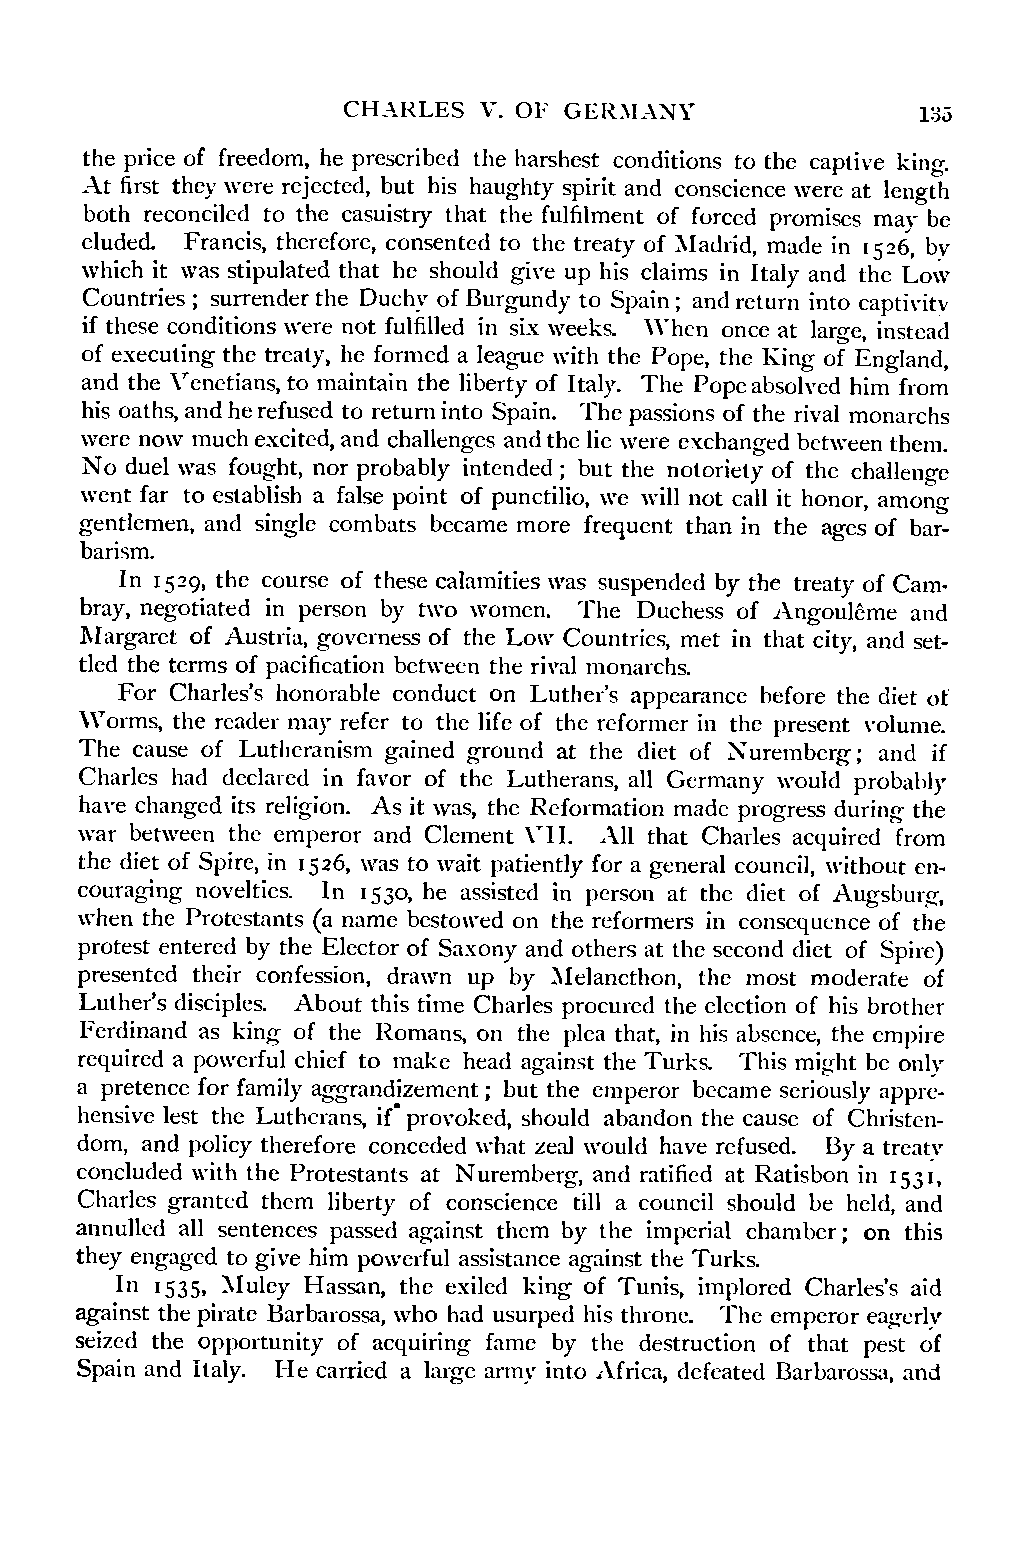 CHARLES V. OF GERMANY 135
the price of freedom, he prescribed the harshest conditions to the captive king.
At first they were rejected, but his haughty spirit and conscience were at length
both reconciled to the casuistry that the fulfilment of forced promises may be
eluded. Francis, therefore, consented to the treaty of Madrid, made in 1526, by
which it was stipulated that he should give up his claims in Italy and the Low
Countries; surrender the Duchy of Burgundy to Spain; and return into captivity
if these conditions were not fulfilled in six weeks. When once at large, instead
of executing the treaty, he formed a league with the Pope, the King of England,
and the Venetians, to maintain the liberty of Italy. The Pope absolved him from
his oaths, and he refused to return into Spain. The passions of the rival monarchs
were now much excited, and challenges and the lie were exchanged between them.
No duel was fought, nor probably intended; but the notoriety of the challenge
went far to establish a false point of punctilio, we will not call it honor, among
gentlemen, and single combats became more frequent than in the ages of bar-
barism.
In 1529, the course of these calamities was suspended by the treaty of Cam-
bray, negotiated in person by two women. The Duchess of Angoulême and
Margaret of Austria, governess of the Low Countries, met in that city, and set-
tled the terms of pacification between the rival monarchs.
For Charles's honorable conduct on Luther's appearance before the diet of
Worms, the reader may refer to the life of the reformer in the present volume.
The cause of Lutheranism gained ground at the diet of Nuremberg; and if
Charles had declared in favor of the Lutherans, all Germany would probably
have changed its religion. As it was, the Reformation made progress during the
war between the emperor and Clement VII. All that Charles acquired from
the diet of Spire, in 1526, was to wait patiently for a general council, without en-
couraging novelties. In 1530, he assisted in person at the diet of Augsburg,
when the Protestants (a name bestowed on the reformers in consequence of the
protest entered by the Elector of Saxony and others at the second diet of Spire)
presented their confession, drawn up by Melancthon, the most moderate of
Luther's disciples. About this time Charles procured the election of his brother
Ferdinand as king of the Romans, on the plea that, in his absence, the empire
required a powerful chief to make head against the Turks. This might be only
a pretence for family aggrandizement; but the emperor became seriously appre-
hensive lest the Lutherans, if provoked, should abandon the cause of Christen-
dom, and policy therefore conceded what zeal would have refused. By a treaty
concluded with the Protestants at Nuremberg, and ratified at Ratisbon in 1531,
Charles granted them liberty of conscience till a council should be held, and
annulled all sentences passed against them by the imperial chamber; on this
they engaged to give him powerful assistance against the Turks.
In 1535, Muley Hassan, the exiled king of Tunis, implored Charles's aid
against the pirate Barbarossa, who had usurped his throne. The emperor eagerly
seized the opportunity of acquiring fame by the destruction of that pest of
Spain and Italy. He carried a large army into Africa, defeated Barbarossa, and